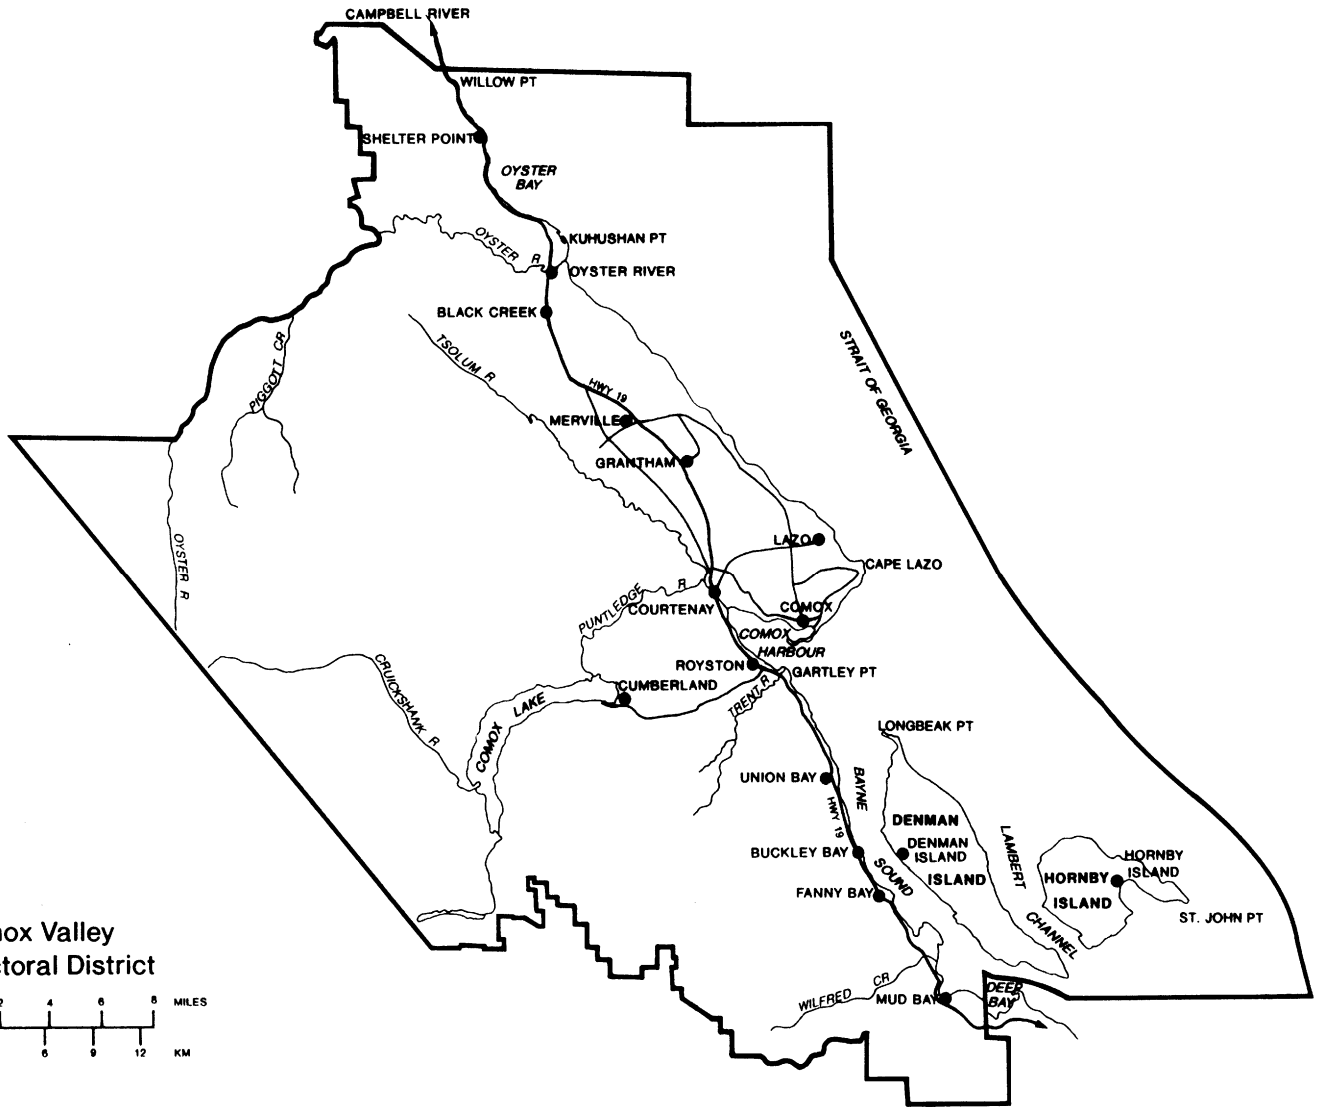 CAMPBELL RIVER
WILLOW PT
SHELTER POINT
OYSTER
BAY
OYSTER R
KUHUSHAN PT
OYSTER RIVER
BLACK CREEK
TSOLUM R
PIGGOTT CR
HWY 19
STRAIT OF GEORGIA
MERVILLE
GRANTHAM
OYSTER R
LAZO
CAPE LAZO
PUNTLEDGE R
COURTENAY
COMOX
COMOX
HARBOUR
ROYSTON
GARTLEY PT
CRUICKSHANK R
CUMBERLAND
TRENT R
COMOX LAKE
LONGBEAK PT
UNION BAY
BAYNE SOUND
HWY 19
DENMAN
ISLAND
DENMAN
ISLAND
LAMBERT CHANNEL
BUCKLEY BAY
FANNY BAY
HORNBY
ISLAND
HORNBY
ISLAND
ST. JOHN PT
WILFRED CR
MUD BAY
DEEP
BAY
ox Valley
toral District
2 4 6 8 MILES
6 9 12 KM